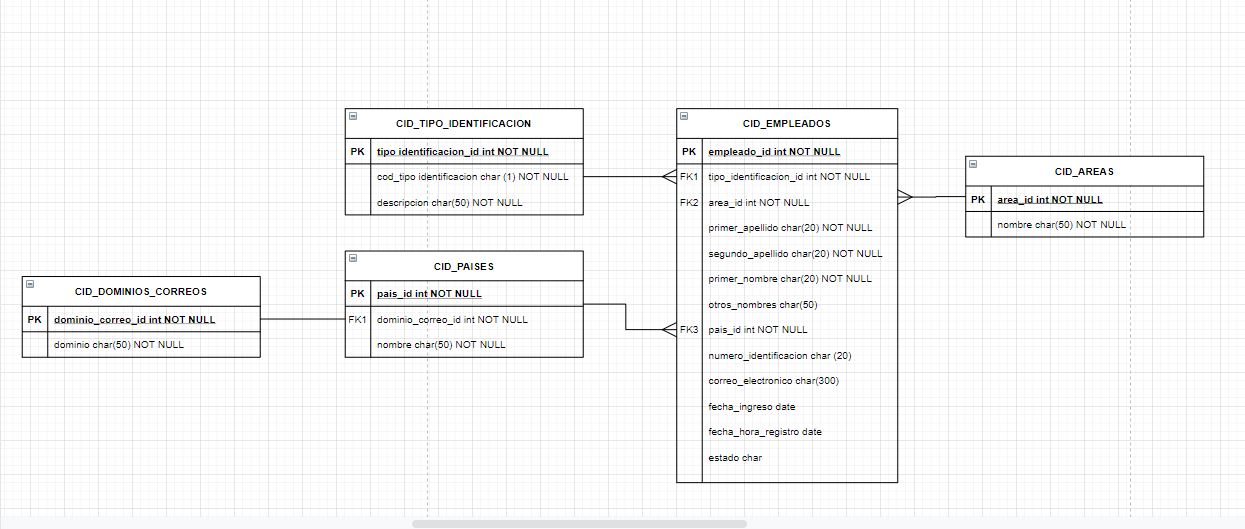 CID_TIPO_IDENTIFICACION
PK tipo identificacion_id int NOT NULL
cod_tipo identificacion char (1) NOT NULL
descripcion char(50) NOT NULL
CID_EMPLEADOS
PK empleado_id int NOT NULL
FK1 tipo_identificacion_id int NOT NULL
FK2 area_id int NOT NULL
primer_apellido char(20) NOT NULL
segundo_apellido char(20) NOT NULL
primer_nombre char(20) NOT NULL
otros_nombres char(50)
FK3 pais_id int NOT NULL
numero_identificacion char (20)
correo_electronico char(300)
fecha_ingreso date
fecha_hora_registro date
estado char
CID_AREAS
PK area_id int NOT NULL
nombre char(50) NOT NULL
CID_PAISES
PK pais_id int NOT NULL
FK1 dominio_correo_id int NOT NULL
nombre char(50) NOT NULL
CID_DOMINIOS_CORREOS
PK dominio_correo_id int NOT NULL
dominio char(50) NOT NULL